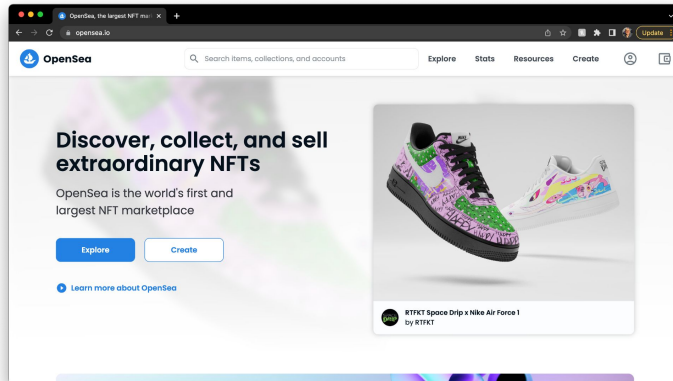 OpenSea, the largest NFT mar
opensea.io
Update
OpenSea
Search items, collections, and accounts
Explore
Stats
Resources
Create
Discover, collect, and sell
extraordinary NFTs
OpenSea is the world's first and
largest NFT marketplace
Explore
Create
Learn more about OpenSea
RTFKT Space Drip x Nike Air Force 1
by RTFKT